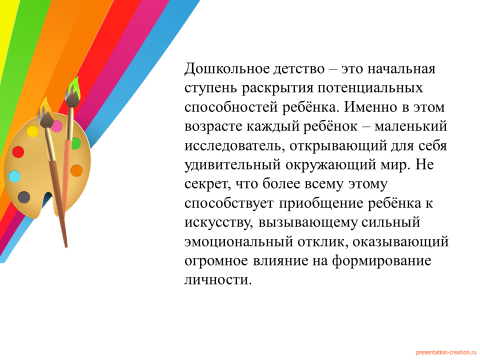 Дошкольное детство – это начальная
ступень раскрытия потенциальных
способностей ребёнка. Именно в этом
возрасте каждый ребёнок – маленький
исследователь, открывающий для себя
удивительный окружающий мир. Не
секрет, что более всему этому
способствует приобщение ребёнка к
искусству, вызывающему сильный
эмоциональный отклик, оказывающий
огромное влияние на формирование
личности.
presentation-creation.ru